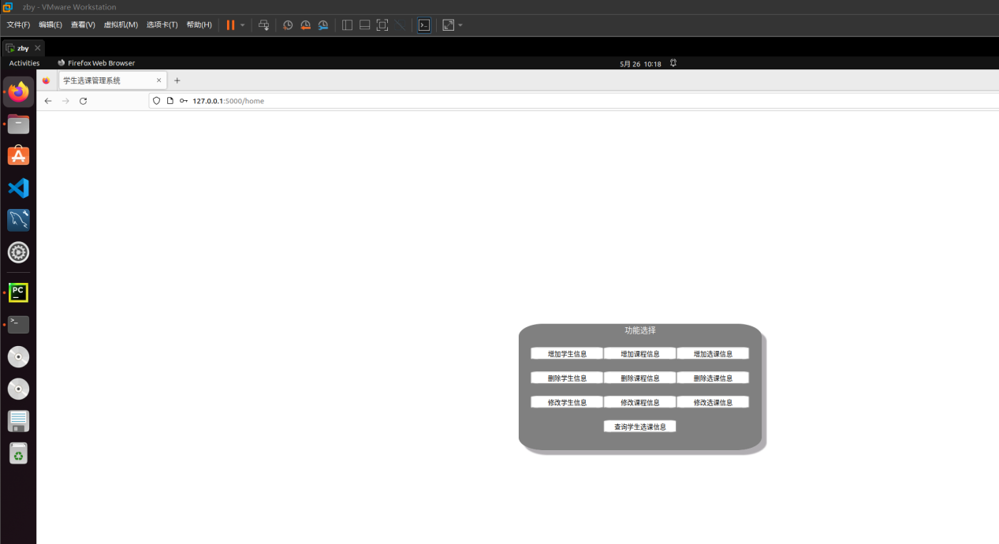 zby - VMware Workstation
文件(F) 编辑(E) 查看(V) 虚拟机(M) 选项卡(T) 帮助(H)
zby
Activities Firefox Web Browser 5月 26 10:18
学生选课管理系统
127.0.0.1:5000/home
功能选择
增加学生信息 增加课程信息 增加选课信息
删除学生信息 删除课程信息 删除选课信息
修改学生信息 修改课程信息 修改选课信息
查询学生选课信息
PC